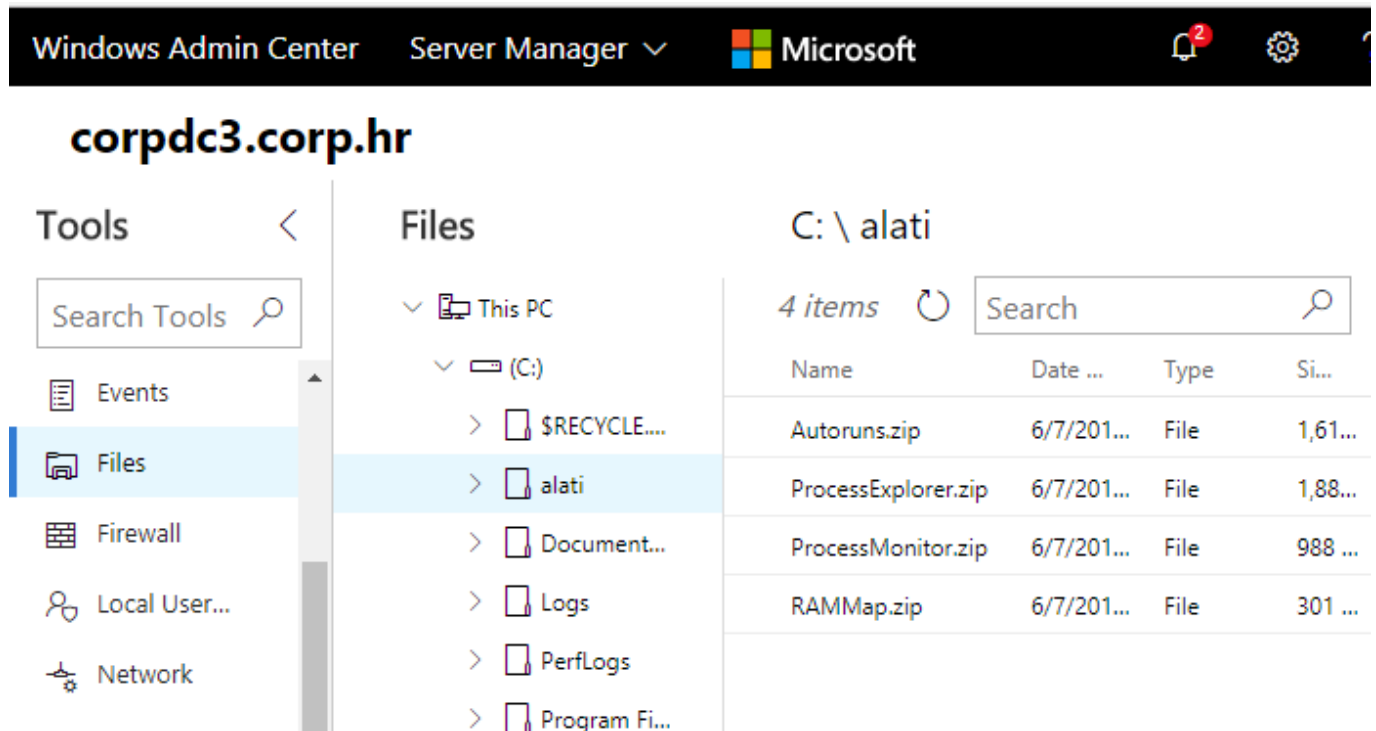 Windows Admin Center Server Manager Microsoft 2
corpdc3.corp.hr
Tools
Search Tools
Events
Files
Firewall
Local User...
Network
Files
This PC
(C:)
$RECYCLE....
alati
Document...
Logs
PerfLogs
Program Fi...
C: \ alati
4 items Search
Name Date ... Type Si...
Autoruns.zip 6/7/201... File 1,61...
ProcessExplorer.zip 6/7/201... File 1,88...
ProcessMonitor.zip 6/7/201... File 988 ...
RAMMap.zip 6/7/201... File 301 ...